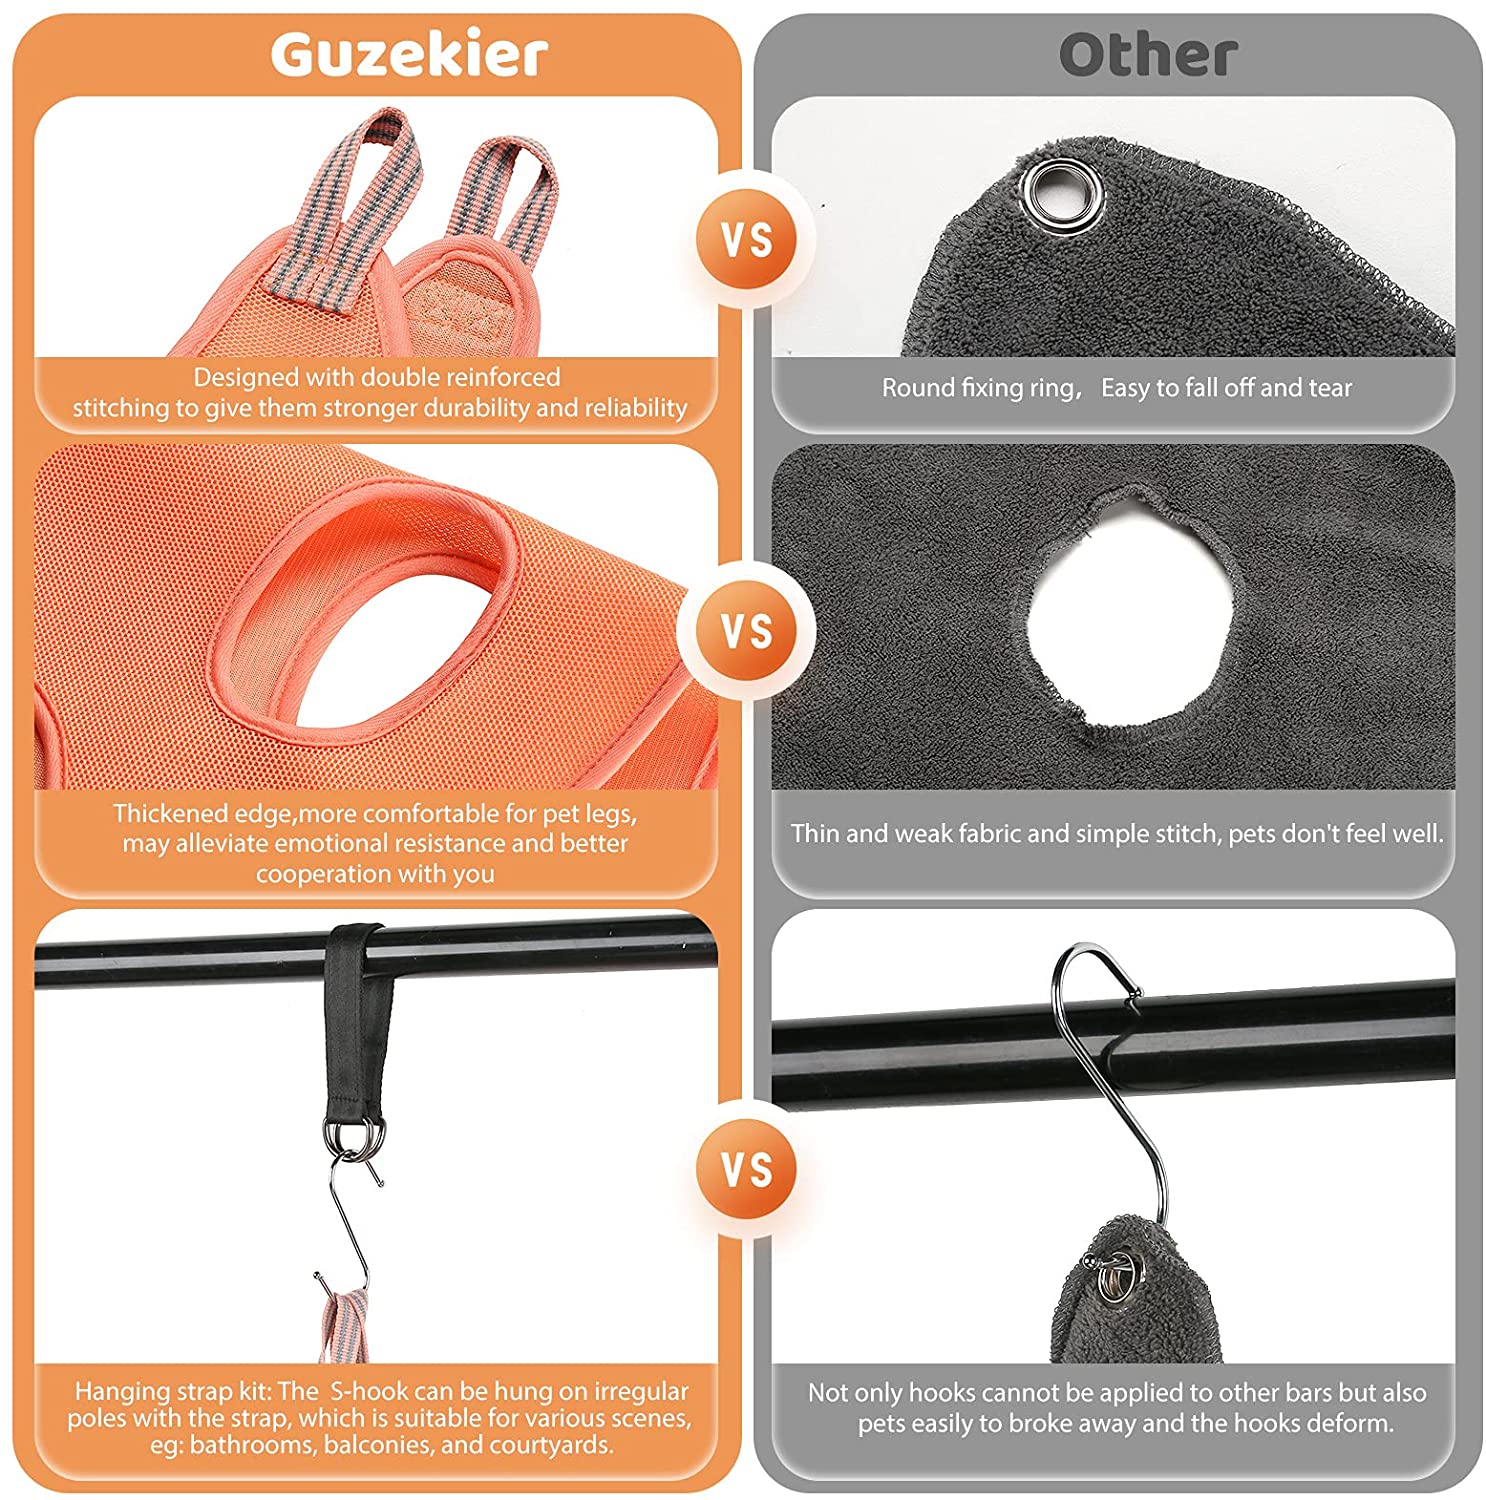 Guzekier
Other
VS
Designed with double reinforced
stitching to give them stronger durability and reliability
Round fixing ring, Easy to fall off and tear
VS
Thickened edge,more comfortable for pet legs,
may alleviate emotional resistance and better
cooperation with you
Thin and weak fabric and simple stitch, pets don't feel well.
VS
Hanging strap kit: The S-hook can be hung on irregular
poles with the strap, which is suitable for various scenes,
eg: bathrooms, balconies, and courtyards.
Not only hooks cannot be applied to other bars but also
pets easily to broke away and the hooks deform.